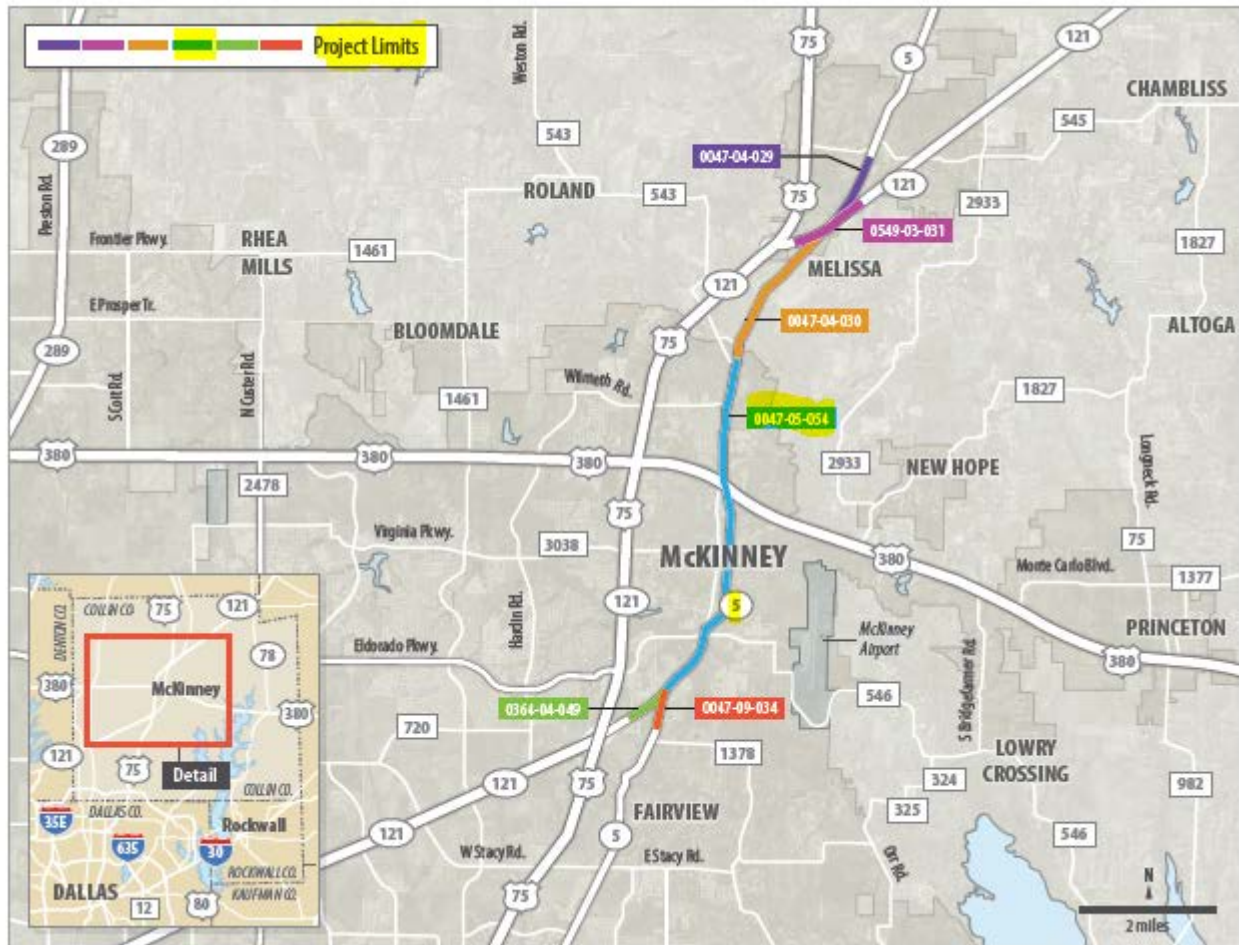 Project Limits
75
5
121
CHAMBLISS
Weston Rd.
289
543
545
0047-04-029
ROLAND
543
75
121
2933
Preston Rd.
Frontier Pkwy.
RHEA
MILLS
1461
0549-03-031
MELISSA
1827
121
E Prosper Tr.
BLOOMDALE
0047-04-030
ALTOGA
289
75
S Coit Rd.
N Custer Rd.
1461
Wilmeth Rd.
1827
0047-05-054
380
380
380
2933
NEW HOPE
Longneck Rd.
2478
75
Virginia Pkwy.
3038
McKINNEY
380
75
Monte Carlo Blvd.
1377
121
5
Hardin Rd.
Eldorado Pkwy.
McKinney
Airport
PRINCETON
380
546
S Bridgefarmer Rd.
0364-04-049
0047-09-034
720
1378
LOWRY
CROSSING
121
75
324
982
325
FAIRVIEW
546
121
5
W Stacy Rd.
E Stacy Rd.
Orr Rd.
75
N
2 miles
COLLIN CO.
75
121
DENTON CO.
78
McKinney
380
380
121
75
Detail
COLLIN CO.
DALLAS CO.
35E
635
30
Rockwall
ROCKWALL CO.
KAUFMAN CO.
DALLAS
12
80